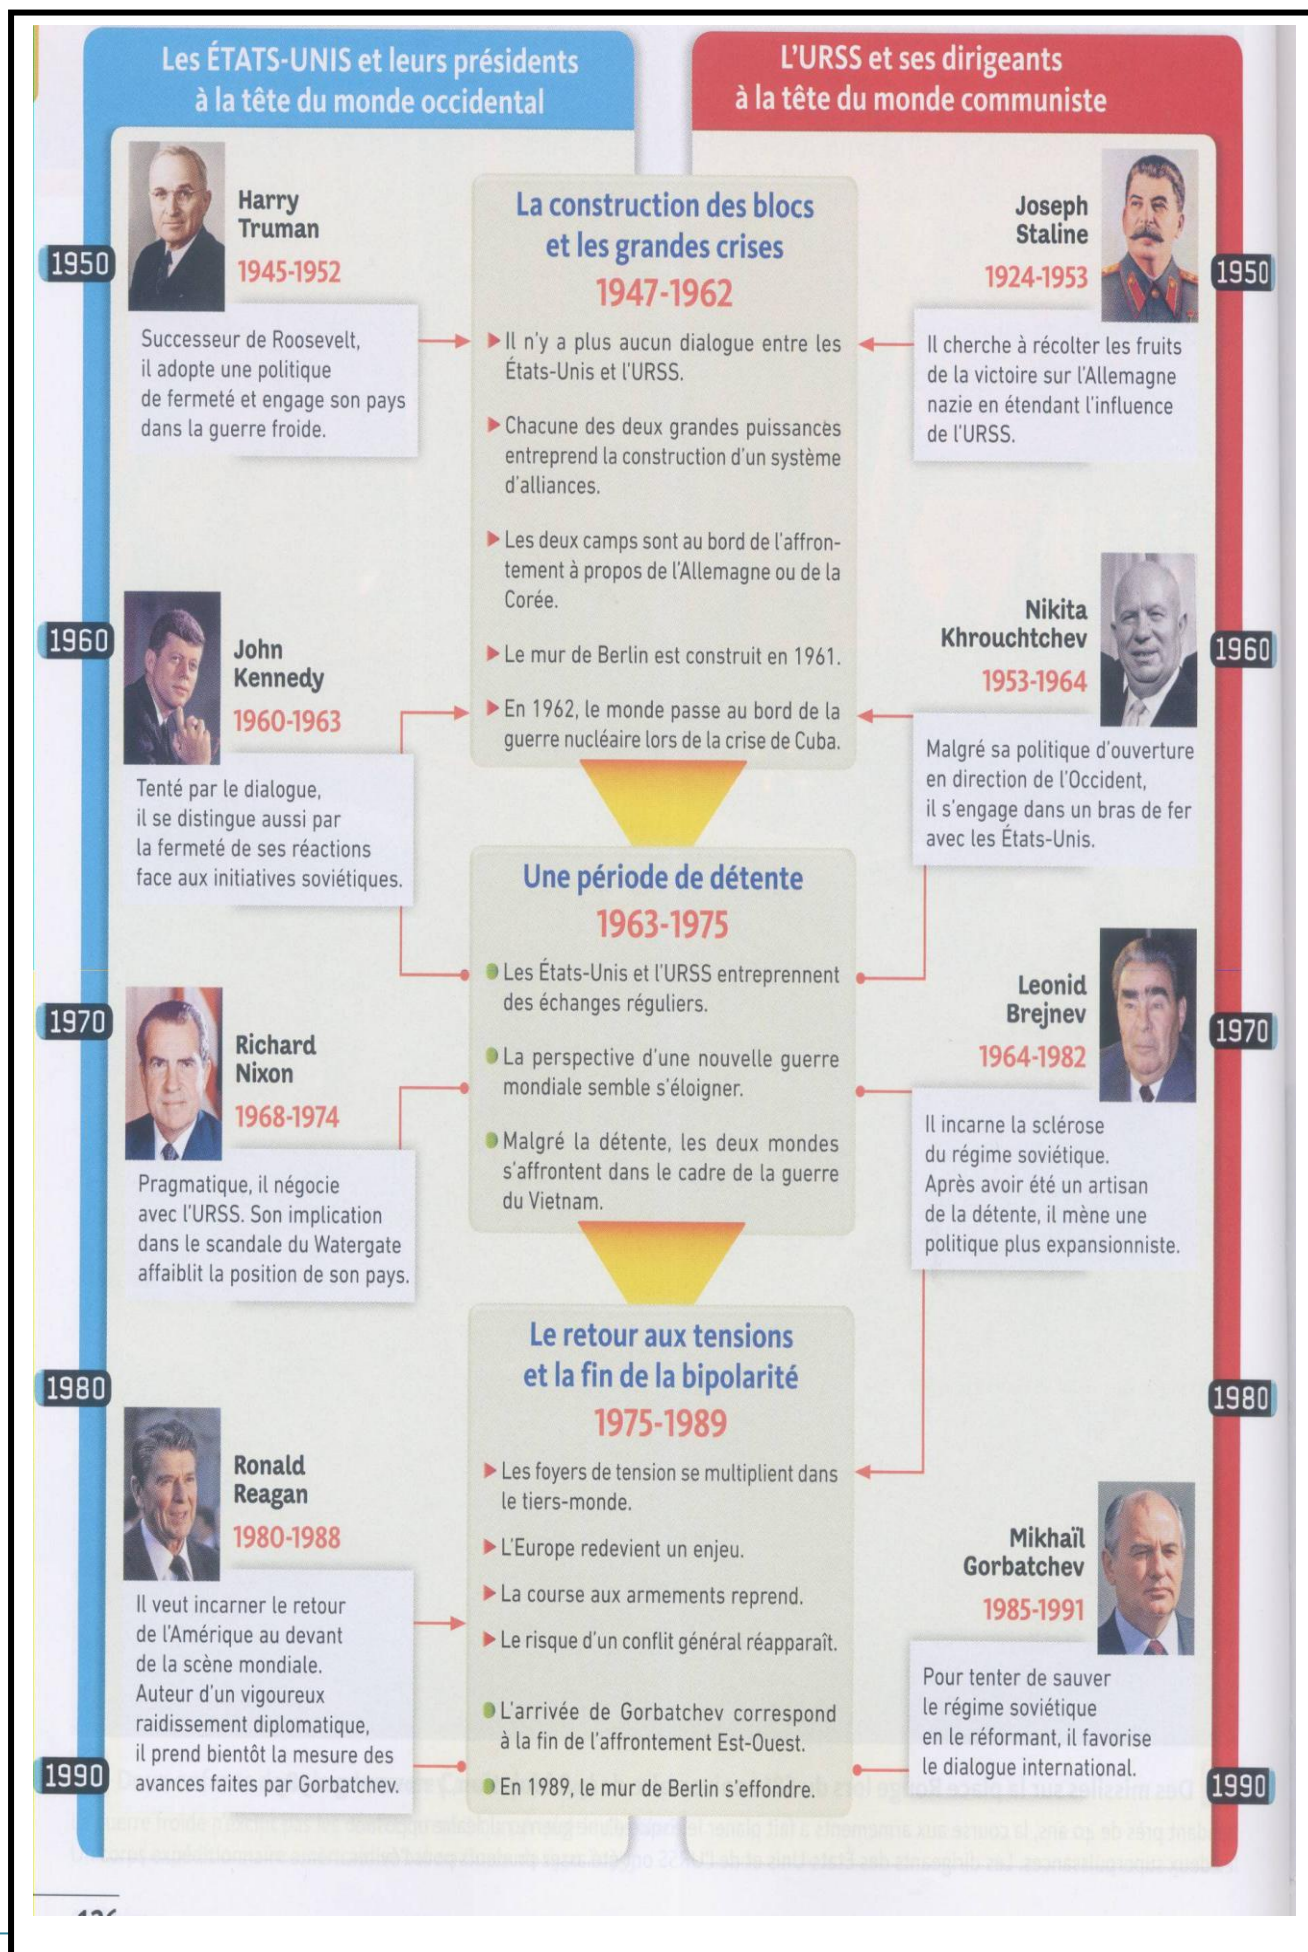 Les ÉTATS-UNIS et leurs présidents
à la tête du monde occidental
L'URSS et ses dirigeants
à la tête du monde communiste
1950
Harry
Truman
1945-1952
Successeur de Roosevelt,
il adopte une politique
de fermeté et engage son pays
dans la guerre froide.
La construction des blocs
et les grandes crises
1947-1962
Il n'y a plus aucun dialogue entre les
États-Unis et l'URSS.
Chacune des deux grandes puissances
entreprend la construction d'un système
d'alliances.
Les deux camps sont au bord de l'affron-
tement à propos de l'Allemagne ou de la
Corée.
Le mur de Berlin est construit en 1961.
En 1962, le monde passe au bord de la
guerre nucléaire lors de la crise de Cuba.
Joseph
Staline
1924-1953
1950
Il cherche à récolter les fruits
de la victoire sur l'Allemagne
nazie en étendant l'influence
de l'URSS.
1960
John
Kennedy
1960-1963
Tenté par le dialogue,
il se distingue aussi par
la fermeté de ses réactions
face aux initiatives soviétiques.
Nikita
Khrouchtchev
1953-1964
1960
Malgré sa politique d'ouverture
en direction de l'Occident,
il s'engage dans un bras de fer
avec les États-Unis.
Une période de détente
1963-1975
Les États-Unis et l'URSS entreprennent
des échanges réguliers.
La perspective d'une nouvelle guerre
mondiale semble s'éloigner.
Malgré la détente, les deux mondes
s'affrontent dans le cadre de la guerre
du Vietnam.
1970
Richard
Nixon
1968-1974
Pragmatique, il négocie
avec l'URSS. Son implication
dans le scandale du Watergate
affaiblit la position de son pays.
Leonid
Brejnev
1964-1982
1970
Il incarne la sclérose
du régime soviétique.
Après avoir été un artisan
de la détente, il mène une
politique plus expansionniste.
Le retour aux tensions
et la fin de la bipolarité
1975-1989
Les foyers de tension se multiplient dans
le tiers-monde.
L'Europe redevient un enjeu.
La course aux armements reprend.
Le risque d'un conflit général réapparaît.
L'arrivée de Gorbatchev correspond
à la fin de l'affrontement Est-Ouest.
En 1989, le mur de Berlin s'effondre.
1980
Ronald
Reagan
1980-1988
Il veut incarner le retour
de l'Amérique au devant
de la scène mondiale.
Auteur d'un vigoureux
raidissement diplomatique,
il prend bientôt la mesure des
avances faites par Gorbatchev.
1990
1980
Mikhaïl
Gorbatchev
1985-1991
Pour tenter de sauver
le régime soviétique
en le réformant, il favorise
le dialogue international.
1990